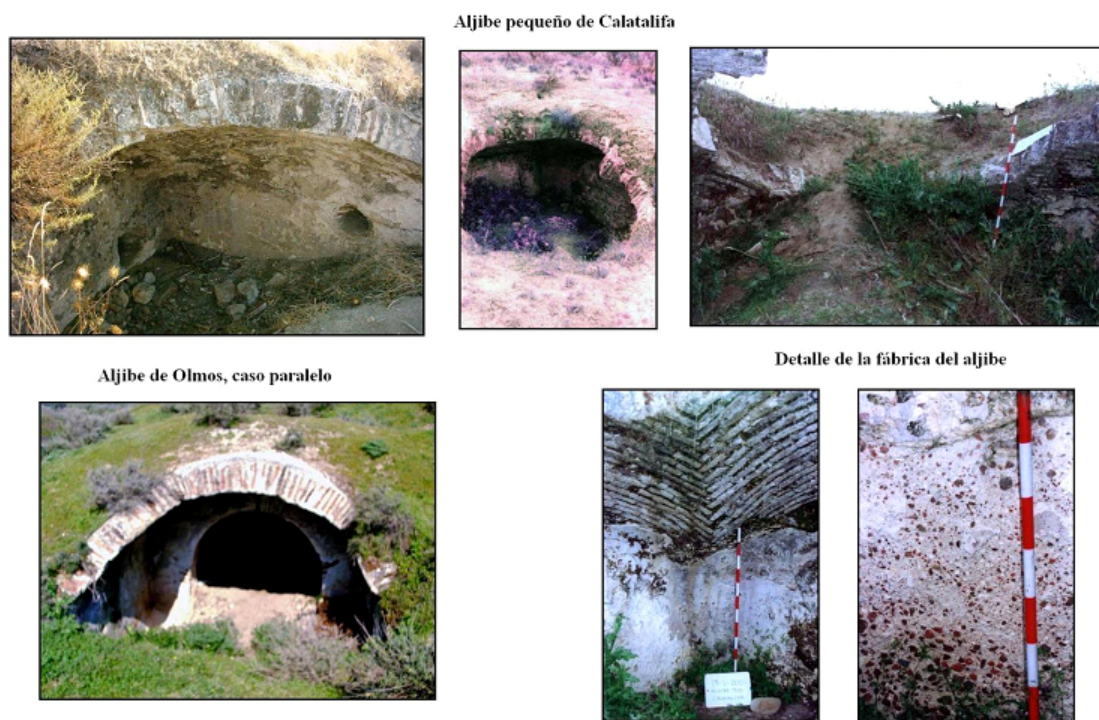 Aljibe pequeño de Calatalifa
Aljibe de Olmos, caso paralelo
Detalle de la fábrica del aljibe